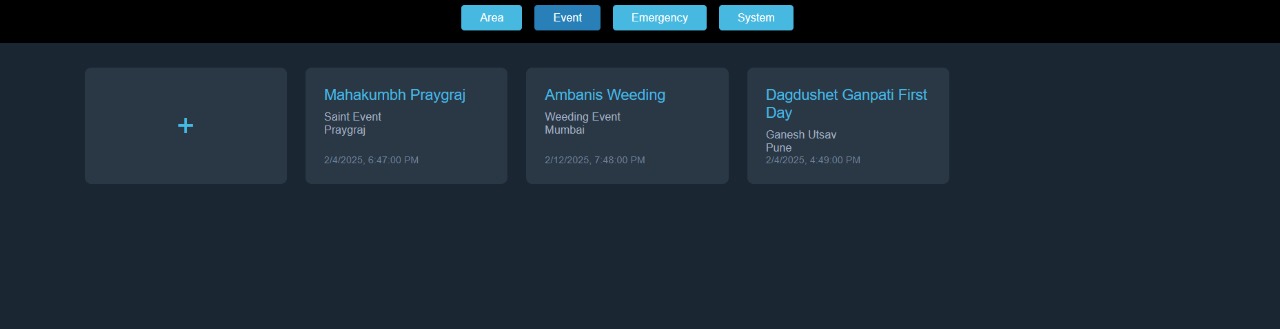 Area
Event
Emergency
System
+
Mahakumbh Praygraj
Saint Event
Praygraj
2/4/2025, 6:47:00 PM
Ambanis Weeding
Weeding Event
Mumbai
2/12/2025, 7:48:00 PM
Dagdushet Ganpati First
Day
Ganesh Utsav
Pune
2/4/2025, 4:49:00 PM